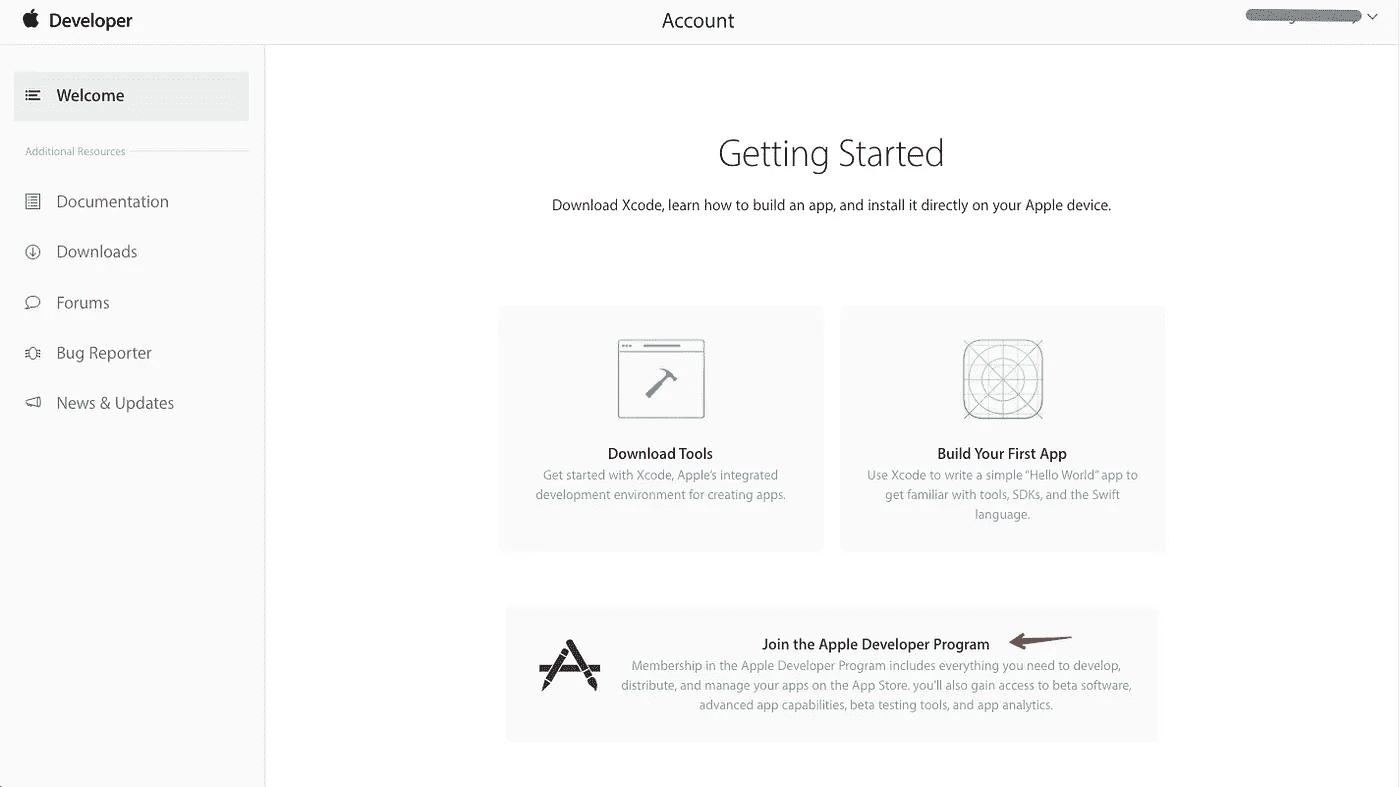 Developer
Account
Welcome
Additional Resources
Documentation
Downloads
Forums
Bug Reporter
News & Updates
Getting Started
Download Xcode, learn how to build an app, and install it directly on your Apple device.
Download Tools
Get started with Xcode, Apple's integrated
development environment for creating apps.
Build Your First App
Use Xcode to write a simple “Hello World” app to
get familiar with tools, SDKs, and the Swift
language.
Join the Apple Developer Program
Membership in the Apple Developer Program includes everything you need to develop,
distribute, and manage your apps on the App Store. you'll also gain access to beta software,
advanced app capabilities, beta testing tools, and app analytics.